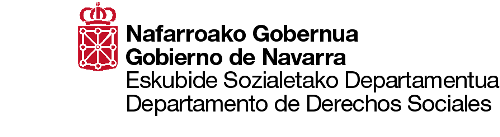 Nafarroako Gobernua
Gobierno de Navarra
Eskubide Sozialetako Departamentua
Departamento de Derechos Sociales